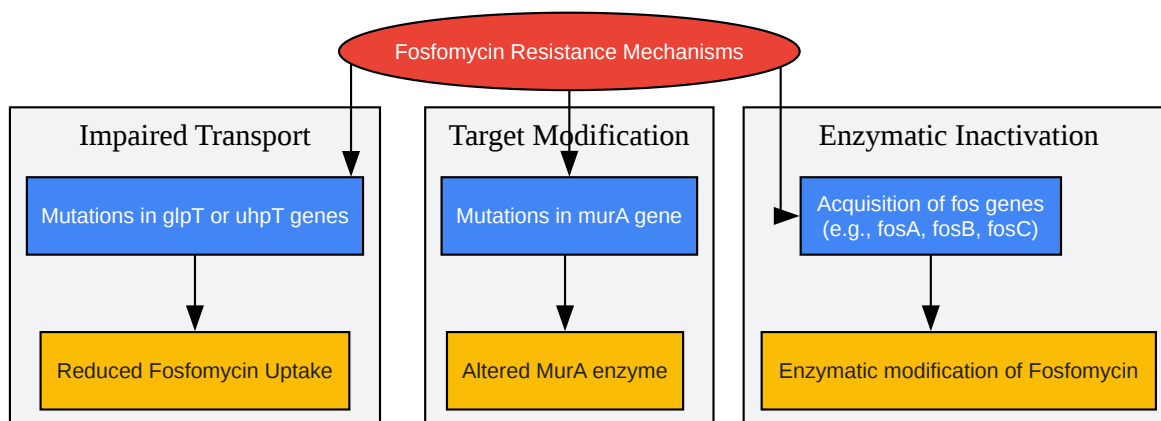 Fosfomycin Resistance Mechanisms
Impaired Transport
Mutations in glpT or uhpT genes
Reduced Fosfomycin Uptake
Target Modification
Mutations in murA gene
Altered MurA enzyme
Enzymatic Inactivation
Acquisition of fos genes
(e.g., fosA, fosB, fosC)
Enzymatic modification of Fosfomycin